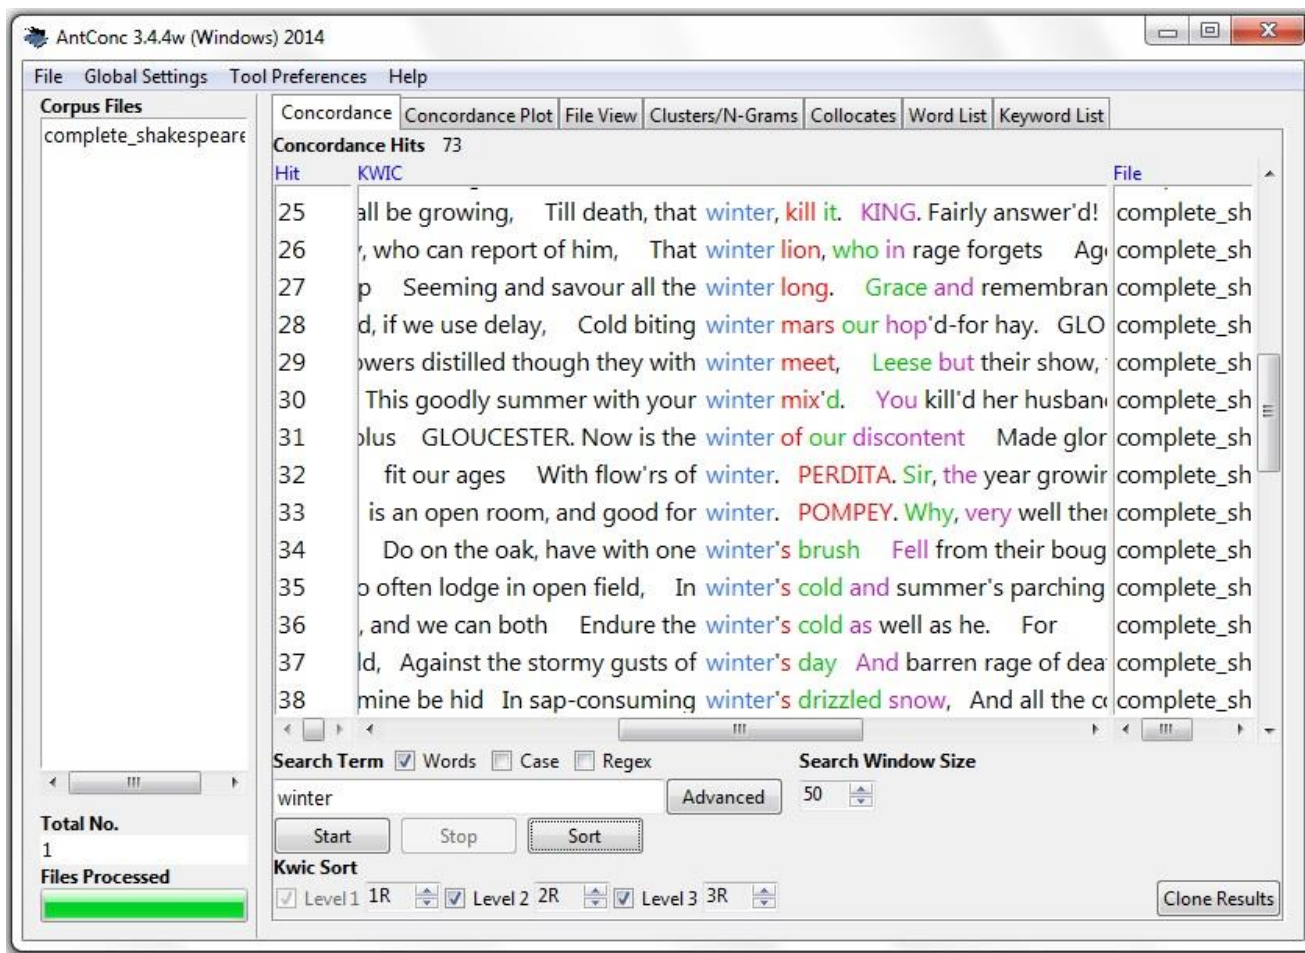 AntConc 3.4.4w (Windows) 2014
File Global Settings Tool Preferences Help
Corpus Files
complete_shakespeare
Concordance Concordance Plot File View Clusters/N-Grams Collocates Word List Keyword List
Concordance Hits 73
Hit KWIC File
25 all be growing, Till death, that winter, kill it. KING. Fairly answer'd! complete_sh
26 , who can report of him, That winter lion, who in rage forgets Ag complete_sh
27 p Seeming and savour all the winter long. Grace and remembran complete_sh
28 d, if we use delay, Cold biting winter mars our hop'd-for hay. GLO complete_sh
29 owers distilled though they with winter meet, Leese but their show, complete_sh
30 This goodly summer with your winter mix'd. You kill'd her husban complete_sh
31 plus GLOUCESTER. Now is the winter of our discontent Made glor complete_sh
32 fit our ages With flow'rs of winter. PERDITA. Sir, the year growin complete_sh
33 is an open room, and good for winter. POMPEY. Why, very well then complete_sh
34 Do on the oak, have with one winter's brush Fell from their boug complete_sh
35 o often lodge in open field, In winter's cold and summer's parching complete_sh
36 , and we can both Endure the winter's cold as well as he. For complete_sh
37 ld, Against the stormy gusts of winter's day And barren rage of dea complete_sh
38 mine be hid In sap-consuming winter's drizzled snow, And all the co complete_sh
Search Term Words Case Regex Search Window Size
winter Advanced 50
Total No.
1
Start Stop Sort
Files Processed
Kwic Sort
Level 1 1R Level 2 2R Level 3 3R Clone Results